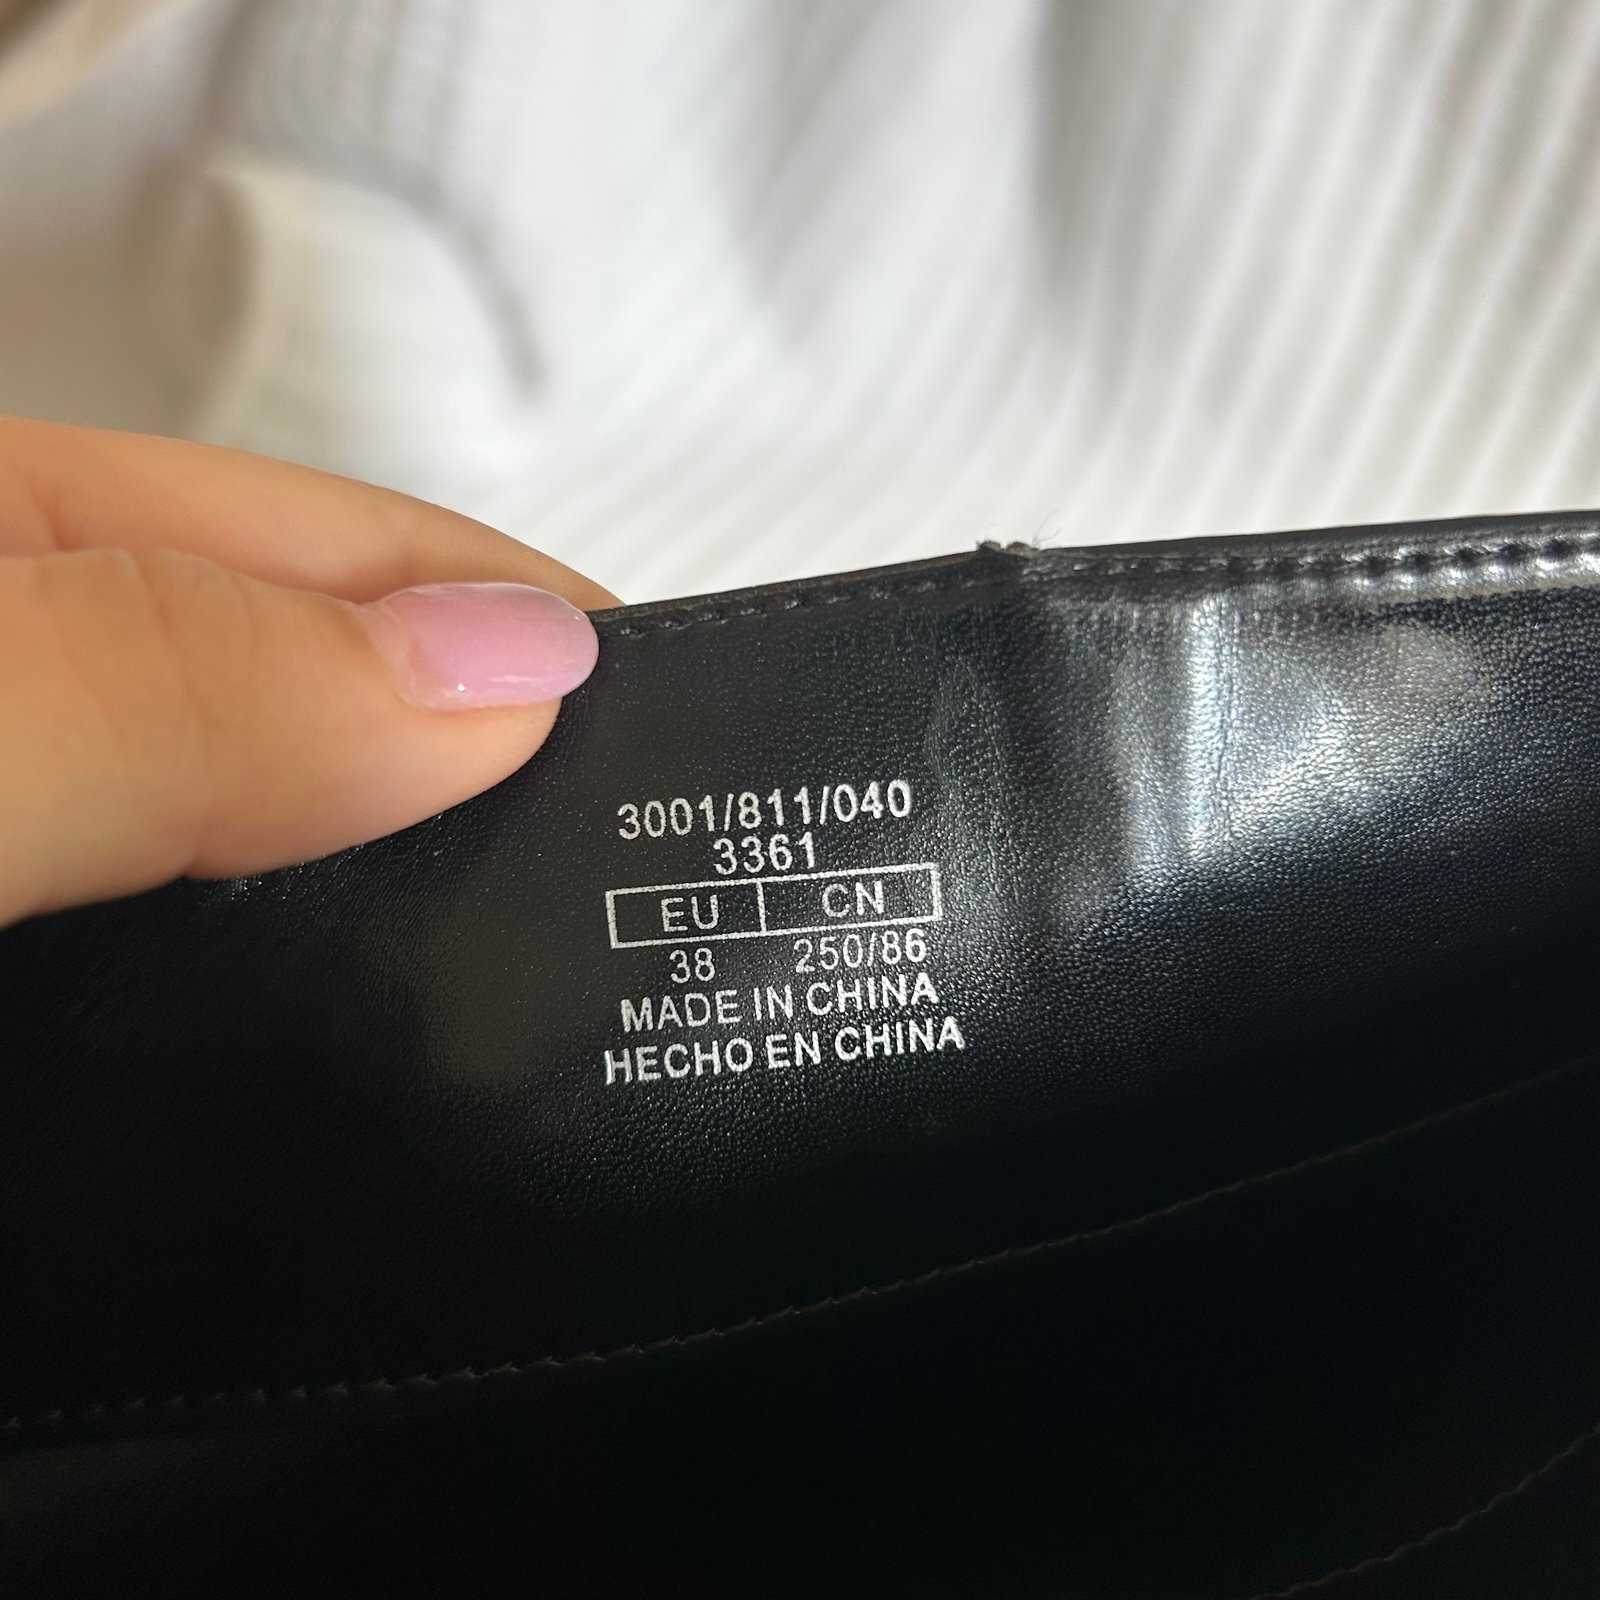 3001/811/040
3361
EU CN
38 250/86
MADE IN CHINA
HECHO EN CHINA